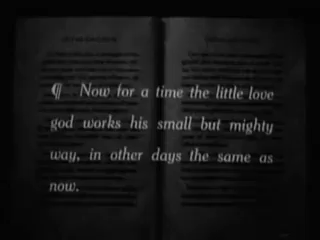 ¶ Now for a time the little love
god works his small but mighty
way, in other days the same as
now.